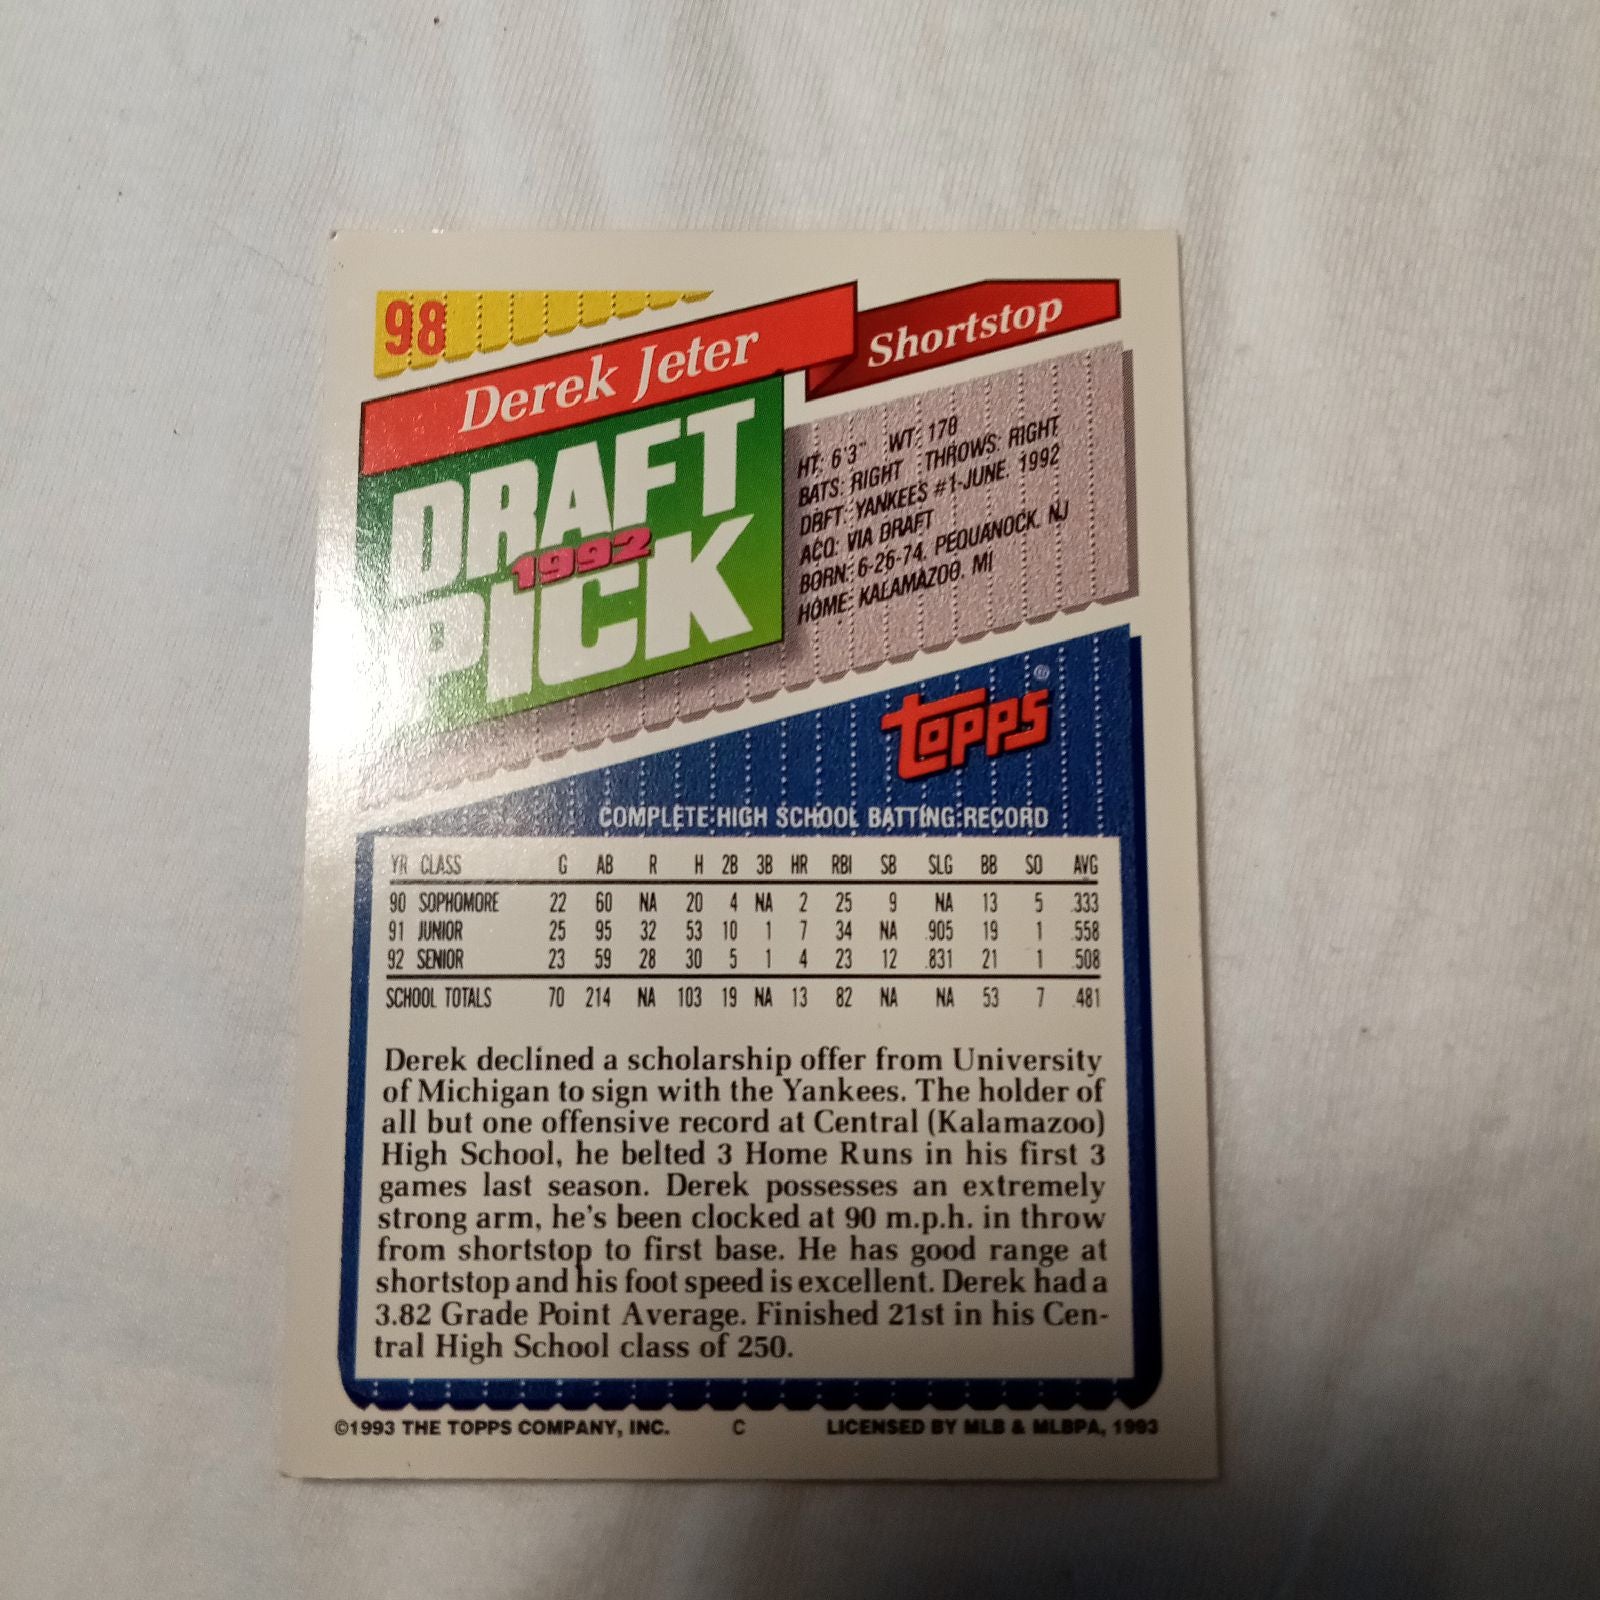 98
Derek Jeter
Shortstop
DRAFT
1992
PICK
HT: 6'3" WT: 178
BATS: RIGHT THROWS: RIGHT
DRFT: YANKEES #1-JUNE, 1992
ACQ: VIA DRAFT
BORN: 6-26-74, PEQUANOCK, NJ
HOME: KALAMAZOO, MI
Topps®
COMPLETE HIGH SCHOOL BATTING RECORD
YR CLASS G AB R H 2B 3B HR RBI SB SLG BB SO AVG
90 SOPHOMORE 22 60 NA 20 4 NA 2 25 9 NA 13 5 .333
91 JUNIOR 25 95 32 53 10 1 7 34 NA .905 19 1 .558
92 SENIOR 23 59 28 30 5 1 4 23 12 .831 21 1 .508
SCHOOL TOTALS 70 214 NA 103 19 NA 13 82 NA NA 53 7 .481
Derek declined a scholarship offer from University
of Michigan to sign with the Yankees. The holder of
all but one offensive record at Central (Kalamazoo)
High School, he belted 3 Home Runs in his first 3
games last season. Derek possesses an extremely
strong arm, he's been clocked at 90 m.p.h. in throw
from shortstop to first base. He has good range at
shortstop and his foot speed is excellent. Derek had a
3.82 Grade Point Average. Finished 21st in his Cen-
tral High School class of 250.
©1993 THE TOPPS COMPANY, INC. C LICENSED BY MLB & MLBPA, 1993